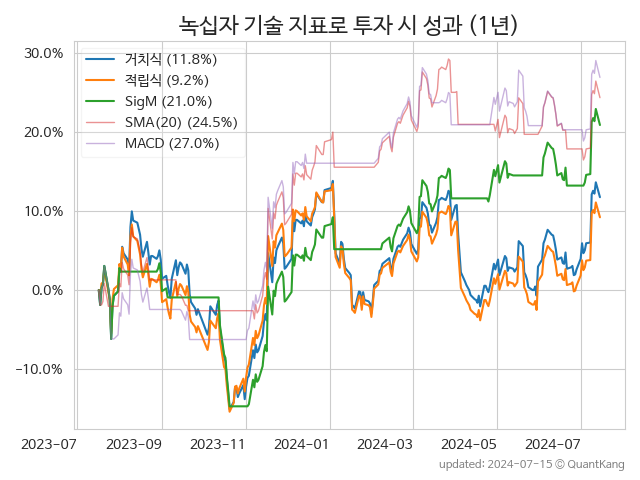 녹십자 기술 지표로 투자 시 성과 (1년)
30.0%
20.0%
10.0%
0.0%
−10.0%
거치식 (11.8%)
적립식 (9.2%)
SigM (21.0%)
SMA(20) (24.5%)
MACD (27.0%)
2023−07 2023−09 2023−11 2024−01 2024−03 2024−05 2024−07
updated: 2024-07-15 © QuantKang